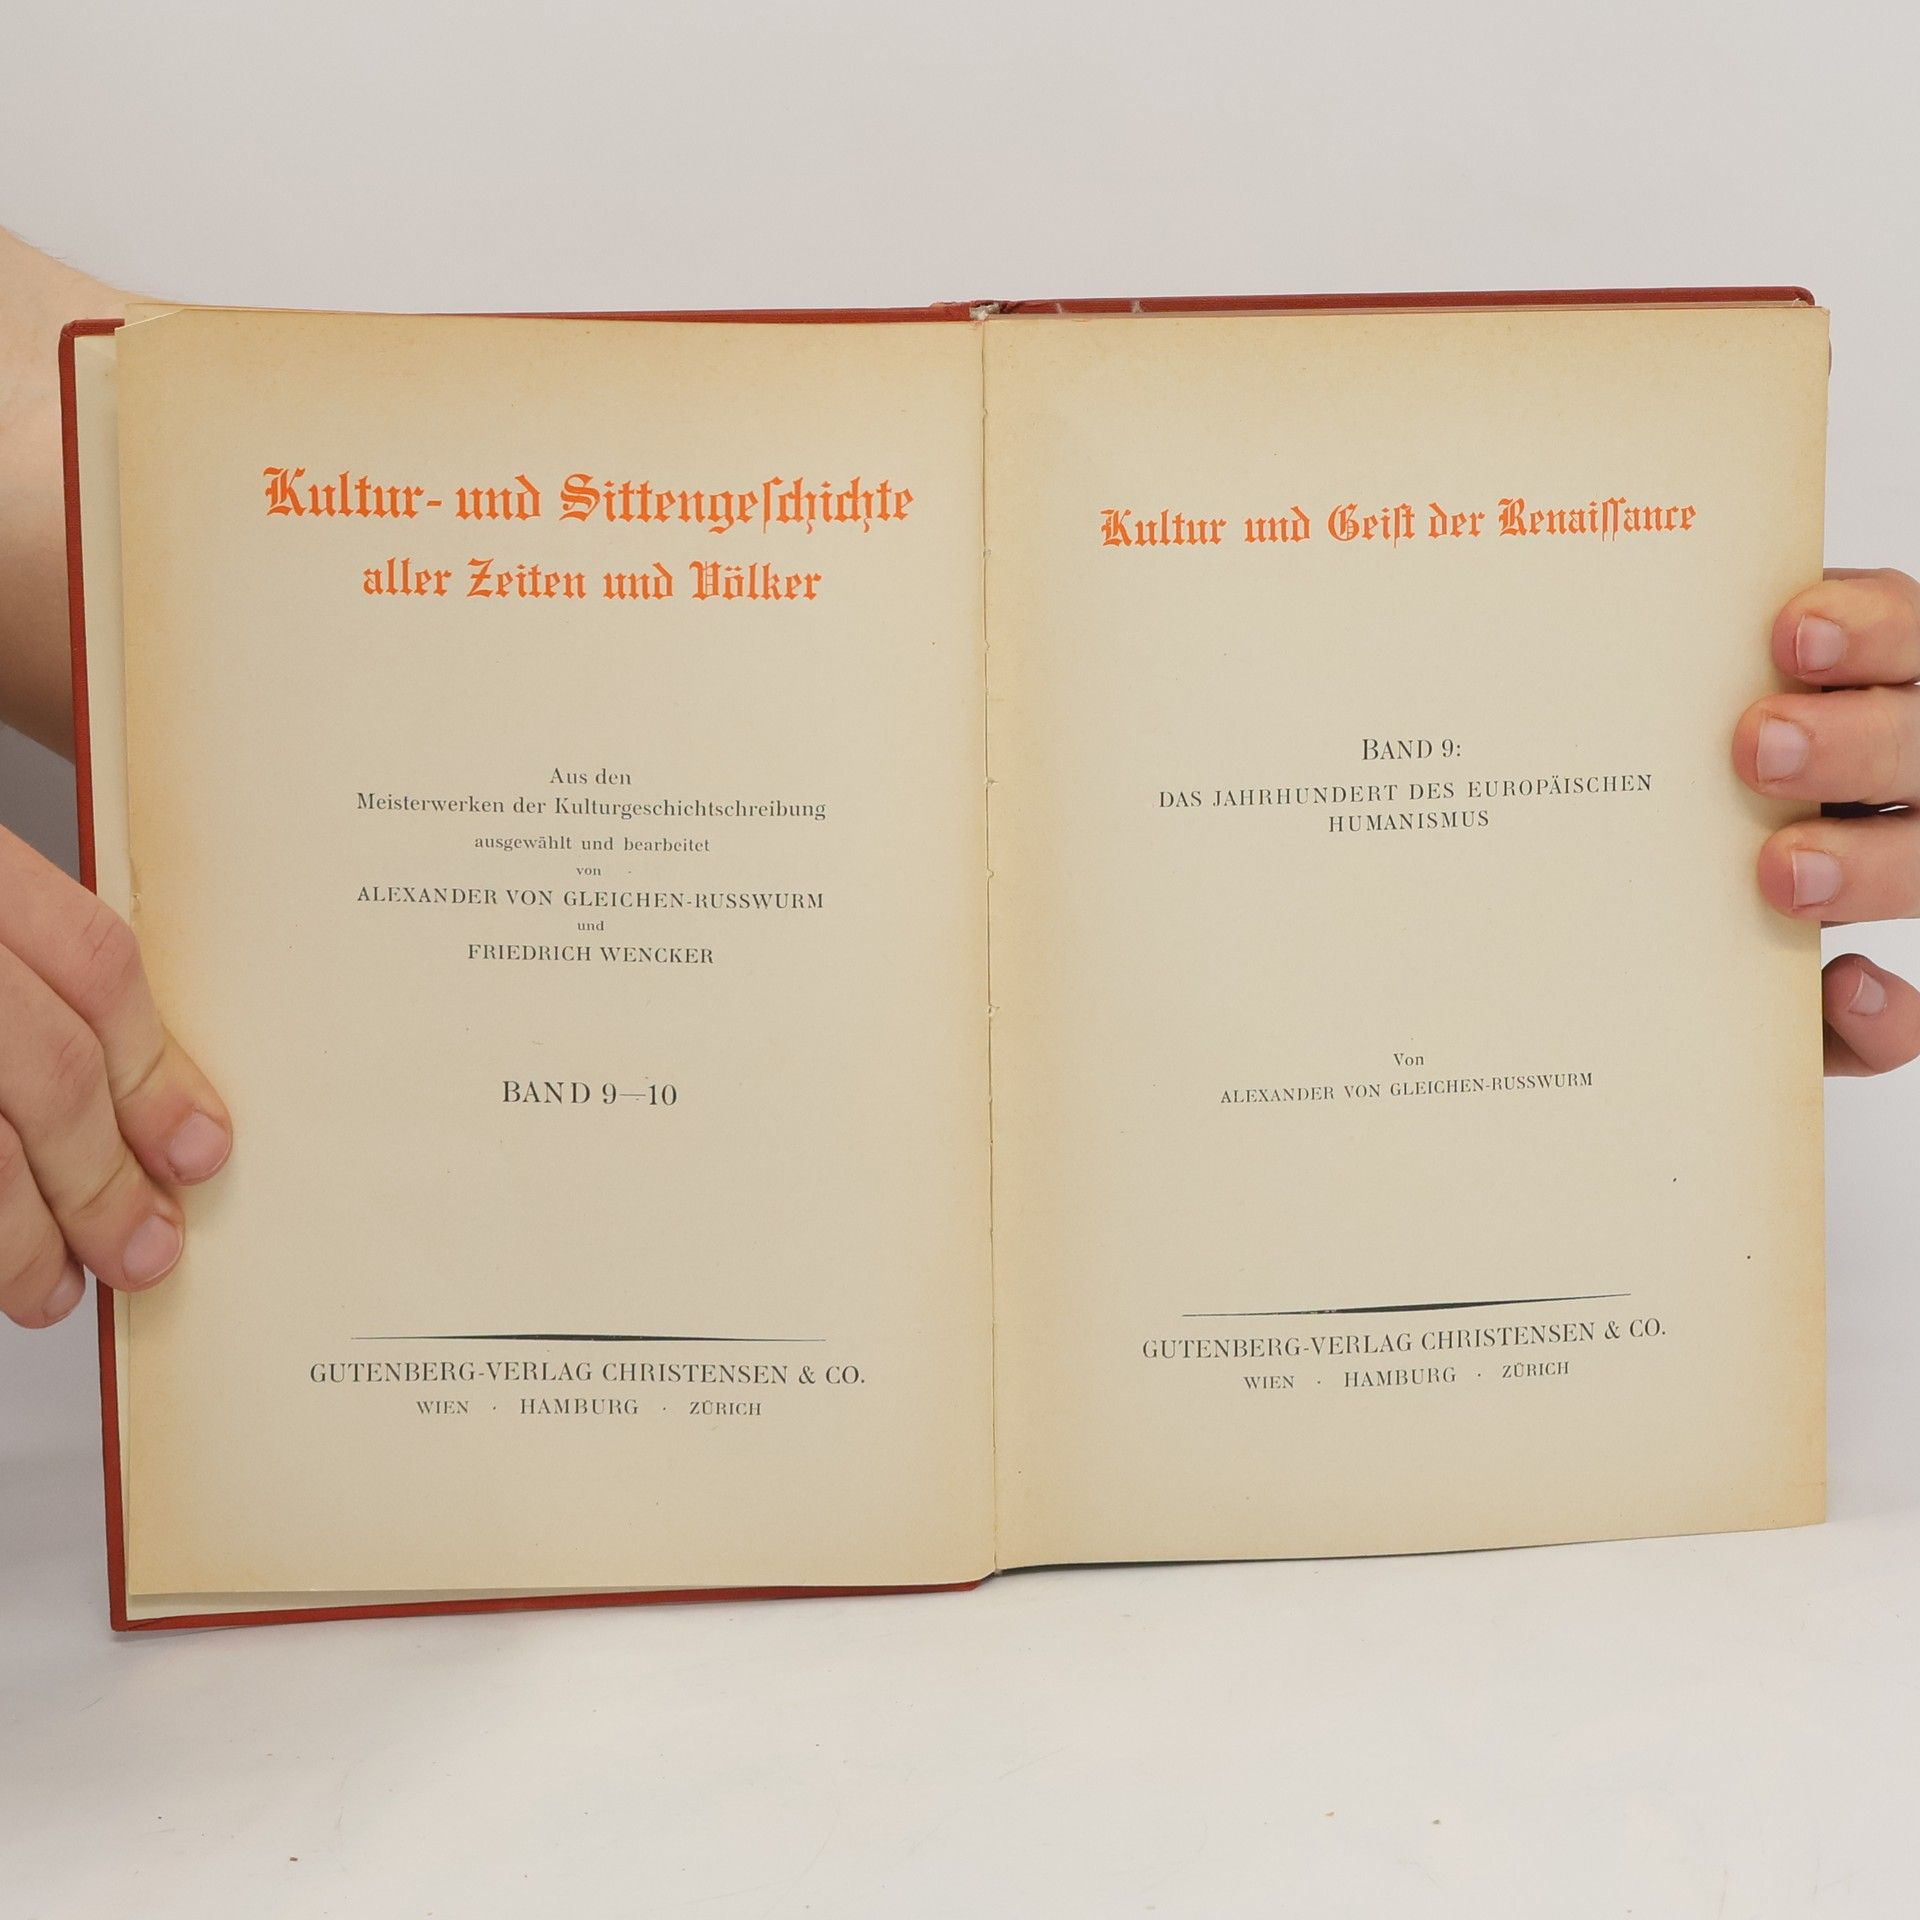 Kultur- und Sittengeſchichte
aller Zeiten und Völker
Aus den
Meisterwerken der Kulturgeschichtschreibung
ausgewählt und bearbeitet
von
ALEXANDER VON GLEICHEN-RUSSWURM
und
FRIEDRICH WENCKER
BAND 9—10
GUTENBERG-VERLAG CHRISTENSEN & CO.
WIEN · HAMBURG · ZÜRICH
Kultur und Geiſt der Renaiſſance
BAND 9:
DAS JAHRHUNDERT DES EUROPÄISCHEN
HUMANISMUS
Von
ALEXANDER VON GLEICHEN-RUSSWURM
GUTENBERG-VERLAG CHRISTENSEN & CO.
WIEN · HAMBURG · ZÜRICH